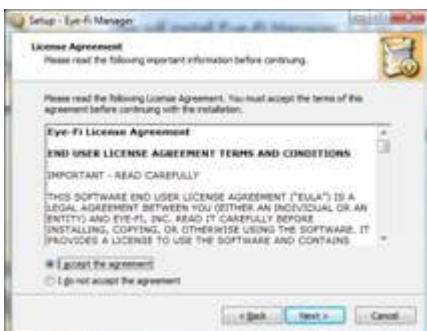 Setup - Eye-Fi Manager
License Agreement
Please read the following important information before continuing.
Please read the following License Agreement. You must accept the terms of this
agreement before continuing with the installation.
Eye-Fi License Agreement
END USER LICENSE AGREEMENT TERMS AND CONDITIONS
IMPORTANT - READ CAREFULLY
THIS SOFTWARE END USER LICENSE AGREEMENT ("EULA") IS A
LEGAL AGREEMENT BETWEEN YOU (EITHER AN INDIVIDUAL OR AN
ENTITY) AND EYE-FI, INC. READ IT CAREFULLY BEFORE
INSTALLING, COPYING, OR OTHERWISE USING THE SOFTWARE. IT
PROVIDES A LICENSE TO USE THE SOFTWARE AND CONTAINS
I accept the agreement
I do not accept the agreement
< Back Next > Cancel